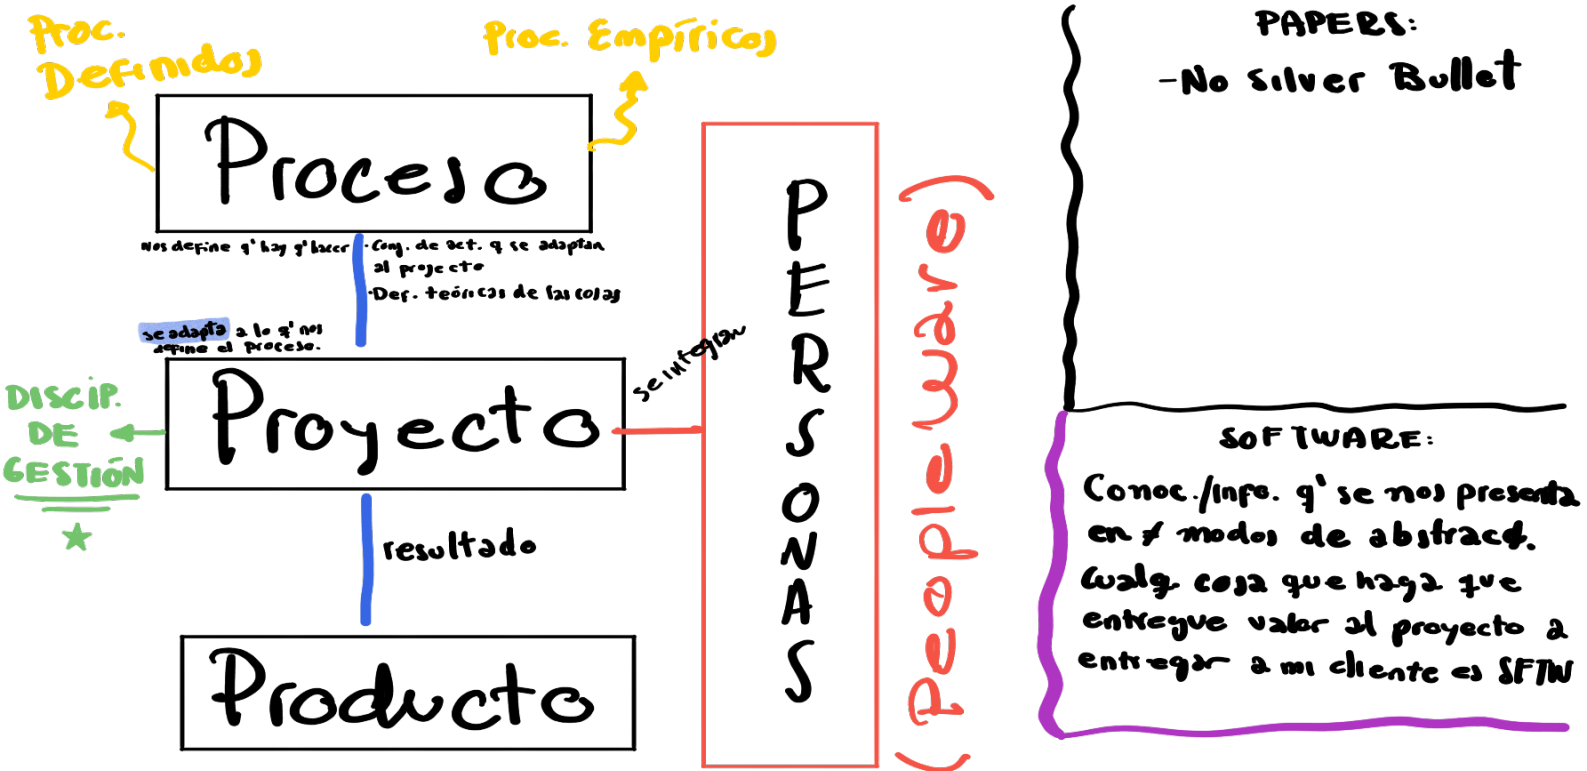 Proc.
Definidos
Proc. Empíricos
Proceso
Nos define q' hay q' hacer
· Conj. de act. q se adaptan
al proyecto
· Def. teóricas de las cosas
se adapta a lo q' nos
define el proceso.
DISCIP.
DE
GESTIÓN
Proyecto
se integran
resultado
Producto
PERSONAS
(Peopleware)
PAPERS:
- No Silver Bullet
SOFTWARE:
Conoc./info. q' se nos presenta
en ≠ modos de abstracc.
Cualq cosa que haga que
entregue valor al proyecto a
entregar a mi cliente es SFTW